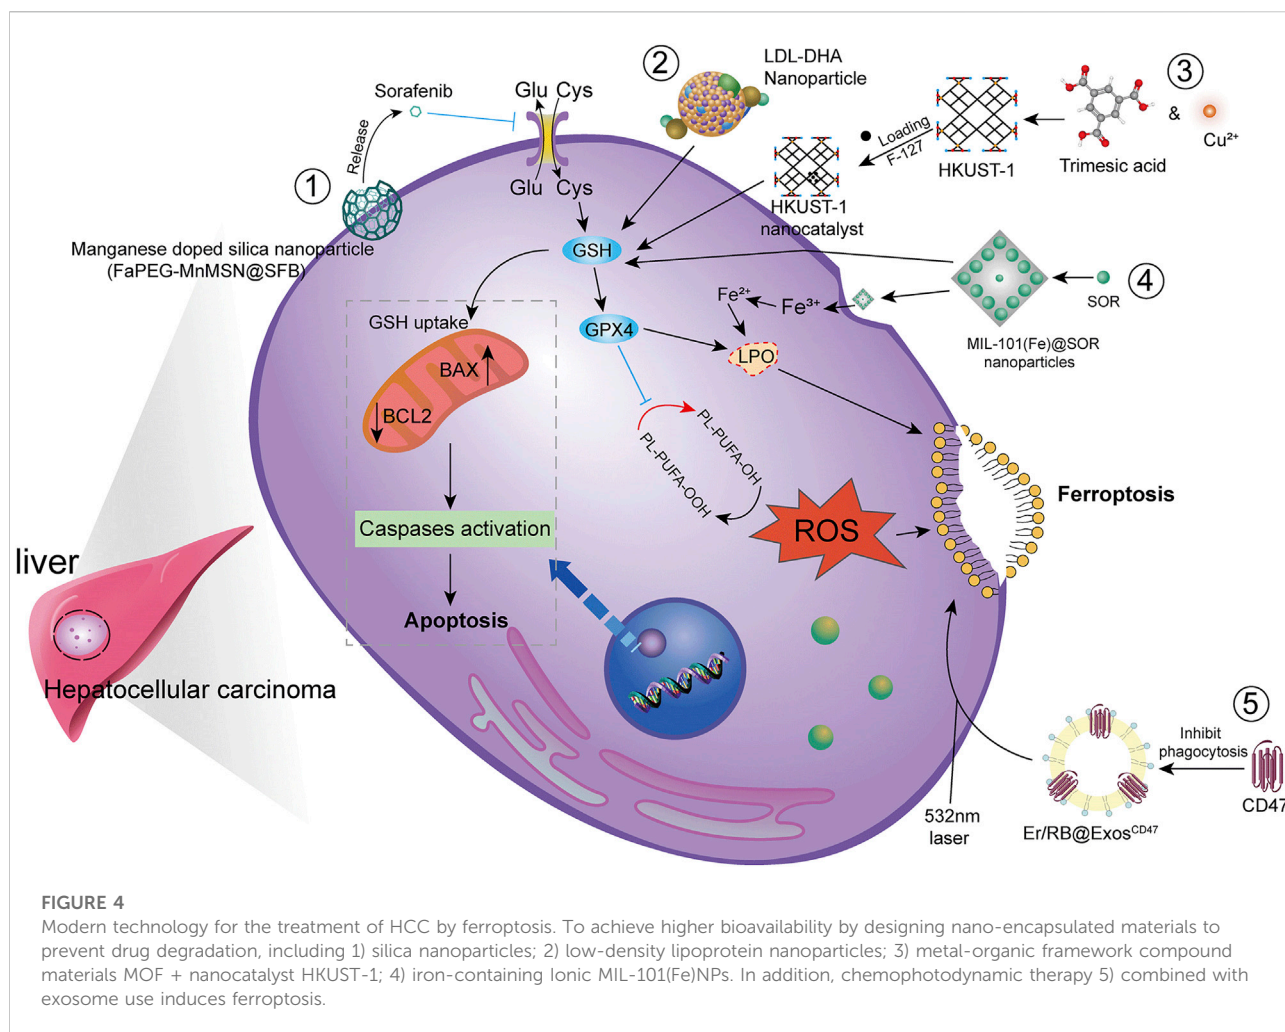 1
Release
Sorafenib
Manganese doped silica nanoparticle
(FaPEG-MnMSN@SFB)
Glu Cys
Glu Cys
2
LDL-DHA
Nanoparticle
3
Trimesic acid
&
Cu²⁺
HKUST-1
Loading
F-127
HKUST-1
nanocatalyst
4
SOR
MIL-101(Fe)@SOR
nanoparticles
GSH
GPX4
Fe²⁺
Fe³⁺
LPO
GSH uptake
BAX
BCL2
Caspases activation
Apoptosis
PL-PUFA-OH
PL-PUFA-OOH
ROS
Ferroptosis
liver
Hepatocellular carcinoma
5
Inhibit
phagocytosis
CD47
Er/RB@Exos^CD47
532nm
laser
FIGURE 4
Modern technology for the treatment of HCC by ferroptosis. To achieve higher bioavailability by designing nano-encapsulated materials to
prevent drug degradation, including 1) silica nanoparticles; 2) low-density lipoprotein nanoparticles; 3) metal-organic framework compound
materials MOF + nanocatalyst HKUST-1; 4) iron-containing Ionic MIL-101(Fe)NPs. In addition, chemophotodynamic therapy 5) combined with
exosome use induces ferroptosis.